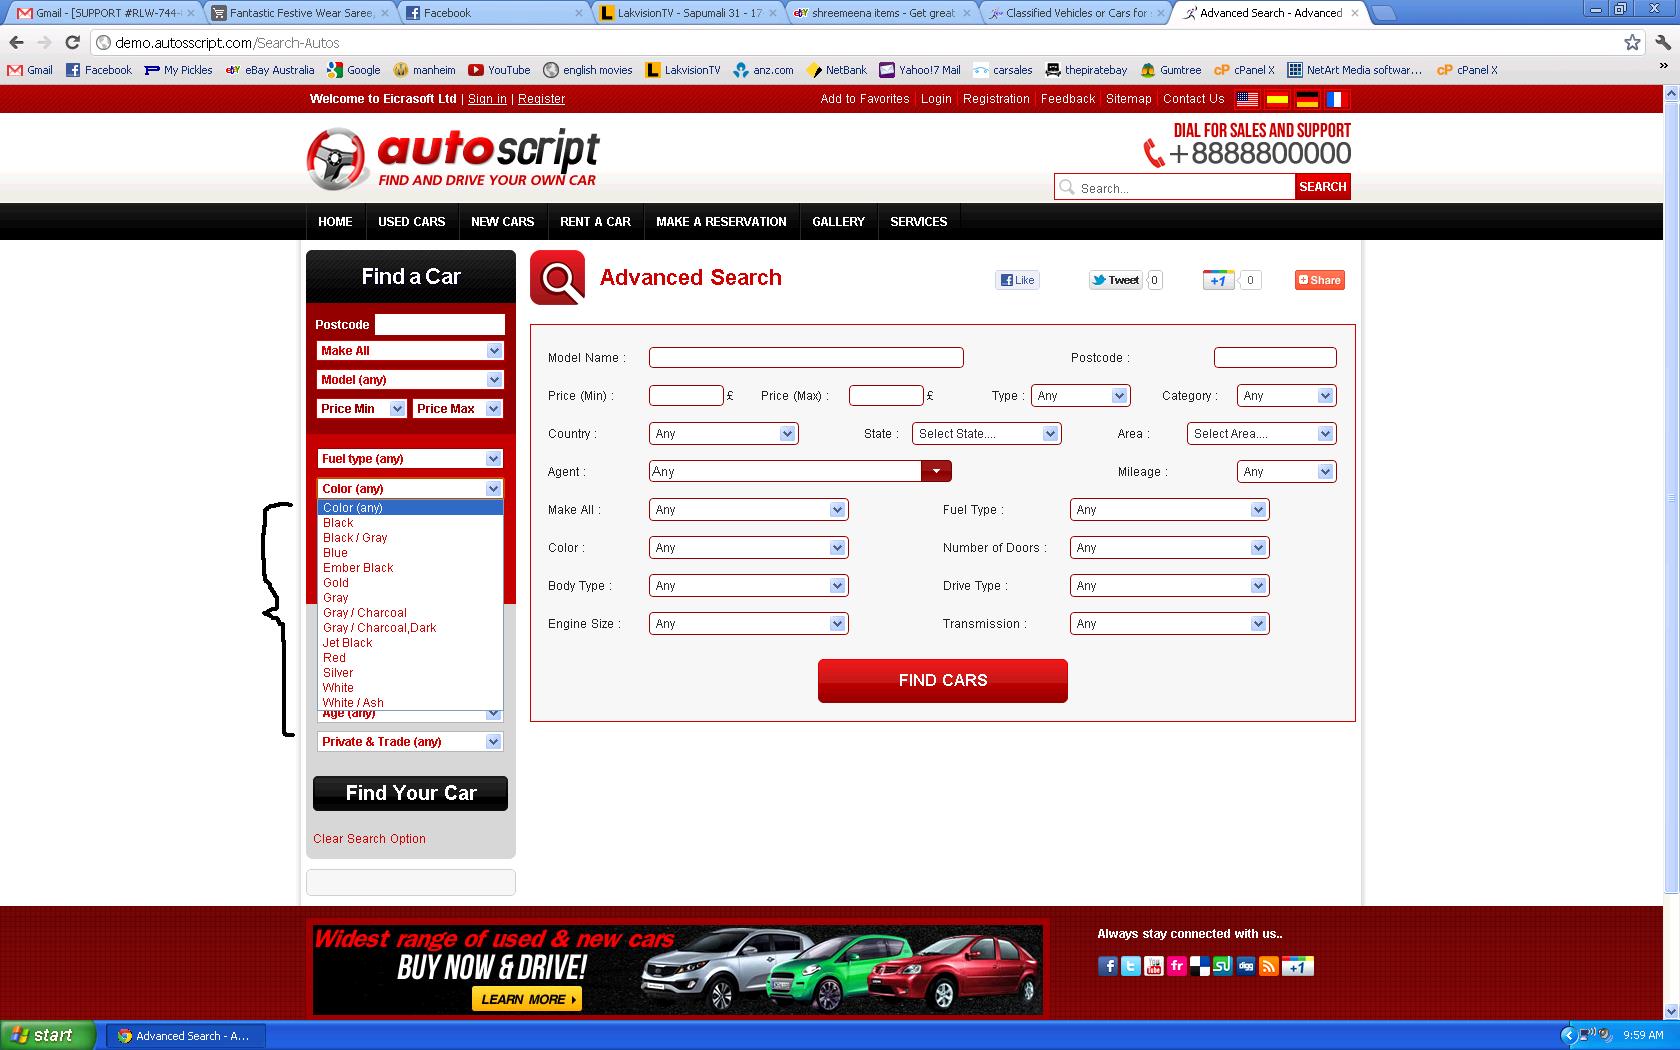 Gmail - [SUPPORT #RLW-744-
Fantastic Festive Wear Saree,
Facebook
LakvisionTV - Sapumali 31 - 17-
shreemeena items - Get great
Classified Vehicles or Cars for
Advanced Search - Advanced
demo.autosscript.com/Search-Autos
Gmail Facebook My Pickles eBay Australia Google manheim YouTube english movies LakvisionTV anz.com NetBank Yahoo!7 Mail carsales thepiratebay Gumtree cPanel X NetArt Media softwar... cPanel X »
Welcome to Eicrasoft Ltd | Sign in | Register
Add to Favorites Login Registration Feedback Sitemap Contact Us
autoscript
FIND AND DRIVE YOUR OWN CAR
DIAL FOR SALES AND SUPPORT
+8888800000
Search...
SEARCH
HOME USED CARS NEW CARS RENT A CAR MAKE A RESERVATION GALLERY SERVICES
Find a Car
Postcode
Make All
Model (any)
Price Min Price Max
Fuel type (any)
Color (any)
Color (any)
Black
Black / Gray
Blue
Ember Black
Gold
Gray
Gray / Charcoal
Gray / Charcoal,Dark
Jet Black
Red
Silver
White
White / Ash
Age (any)
Private & Trade (any)
Find Your Car
Clear Search Option
Advanced Search
Like
Tweet 0
+1 0
Share
Model Name : Postcode :
Price (Min) : £ Price (Max) : £ Type : Any Category : Any
Country : Any State : Select State.... Area : Select Area....
Agent : Any Mileage : Any
Make All : Any Fuel Type : Any
Color : Any Number of Doors : Any
Body Type : Any Drive Type : Any
Engine Size : Any Transmission : Any
FIND CARS
Widest range of used & new cars
BUY NOW & DRIVE!
LEARN MORE
Always stay connected with us..
f t You Tube fr digg +1
start
Advanced Search - A...
9:59 AM